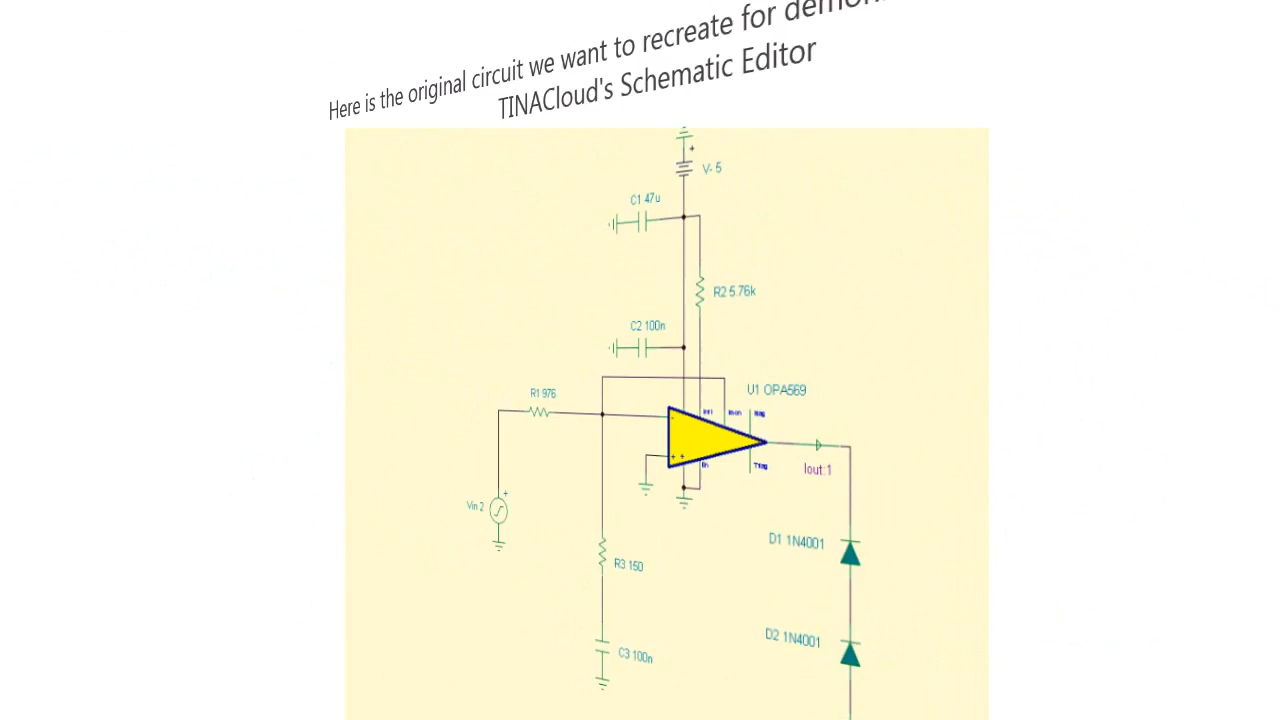 Here is the original circuit we want to recreate for
TINACloud's Schematic Editor
+
V- 5
C1 47u
R2 5.76k
C2 100n
R1 976
U1 OPA569
-
+ +
En
Iout:1
Vin 2
+
D1 1N4001
R3 150
D2 1N4001
C3 100n